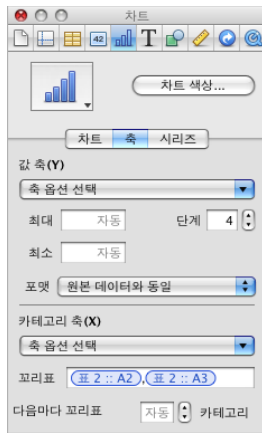 차트
42
T
차트 색상...
차트 축 시리즈
값 축(Y)
축 옵션 선택
최대 자동 단계 4
최소 자동
포맷 원본 데이터와 동일
카테고리 축(X)
축 옵션 선택
꼬리표 표 2 :: A2,표 2 :: A3
다음마다 꼬리표 자동 카테고리